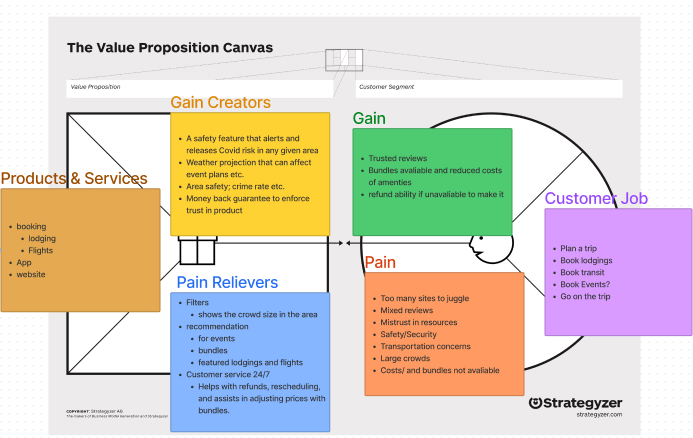 The Value Proposition Canvas
Value Proposition
Customer Segment
Gain Creators
• A safety feature that alerts and
releases Covid risk in any given area
• Weather projection that can affect
event plans etc.
• Area safety; crime rate etc.
• Money back guarantee to enforce
trust in product
Gain
• Trusted reviews
• Bundles avaliable and reduced costs
of amenties
• refund ability if unavaliable to make it
Products & Services
• booking
• lodging
• Flights
• App
• website
Customer Job
• Plan a trip
• Book lodgings
• Book transit
• Book Events?
• Go on the trip
Pain Relievers
• Filters
• shows the crowd size in the area
• recommendation
• for events
• bundles
• featured lodgings and flights
• Customer service 24/7
• Helps with refunds, rescheduling,
and assists in adjusting prices with
bundles.
Pain
• Too many sites to juggle
• Mixed reviews
• Mistrust in resources
• Safety/Security
• Transportation concerns
• Large crowds
• Costs/ and bundles not avaliable
COPYRIGHT: Strategyzer AG
The makers of Business Model Generation and Strategyzer
Strategyzer
strategyzer.com